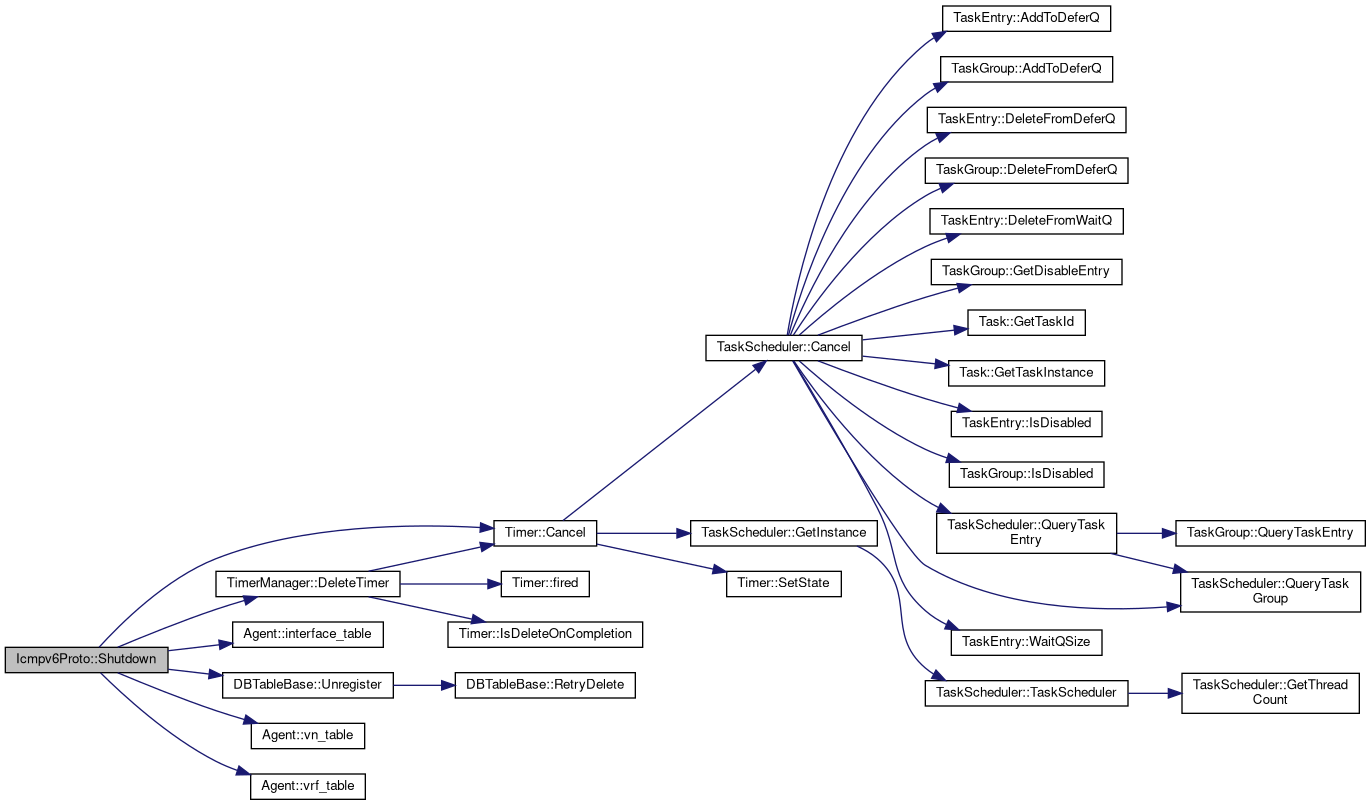 TaskEntry::AddToDeferQ
TaskGroup::AddToDeferQ
TaskEntry::DeleteFromDeferQ
TaskGroup::DeleteFromDeferQ
TaskEntry::DeleteFromWaitQ
TaskGroup::GetDisableEntry
Task::GetTaskId
TaskScheduler::Cancel
Task::GetTaskInstance
TaskEntry::IsDisabled
TaskGroup::IsDisabled
TaskScheduler::QueryTask
Entry
Timer::Cancel
TaskScheduler::GetInstance
TaskGroup::QueryTaskEntry
TimerManager::DeleteTimer
Timer::fired
Timer::SetState
TaskScheduler::QueryTask
Group
Agent::interface_table
Timer::IsDeleteOnCompletion
TaskEntry::WaitQSize
Icmpv6Proto::Shutdown
DBTableBase::Unregister
DBTableBase::RetryDelete
TaskScheduler::TaskScheduler
TaskScheduler::GetThread
Count
Agent::vn_table
Agent::vrf_table